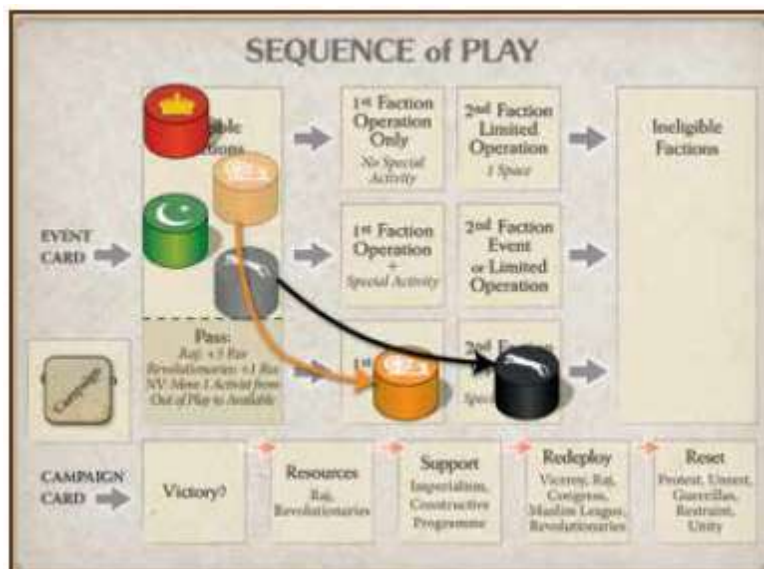 SEQUENCE of PLAY
1st Faction
Operation
Only
No Special
Activity
2nd Faction
Limited
Operation
1 Space
Ineligible
Factions
EVENT
CARD
1st Faction
Operation
+
Special Activity
2nd Faction
Event
or Limited
Operation
Pass:
Raj: +3 Res
Revolutionaries: +1 Res
NV: Move 1 Activist from
Out of Play to Available
Campaign
CAMPAIGN
CARD
Victory?
Resources
Raj,
Revolutionaries
Support
Imperialism,
Constructive
Programme
Redeploy
Viceroy, Raj,
Congress,
Muslim League,
Revolutionaries
Reset
Protest, Unrest,
Guerrillas,
Restraint,
Unity